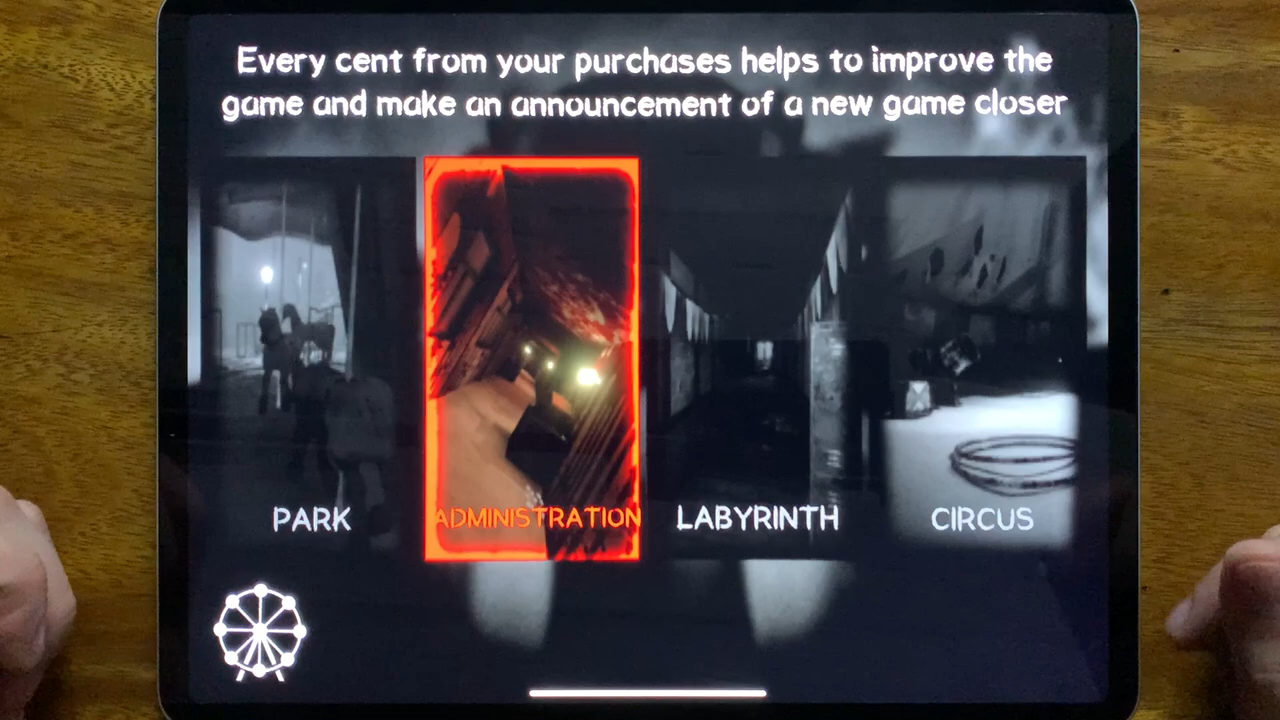 Every cent from your purchases helps to improve the
game and make an announcement of a new game closer
PARK
ADMINISTRATION
LABYRINTH
CIRCUS